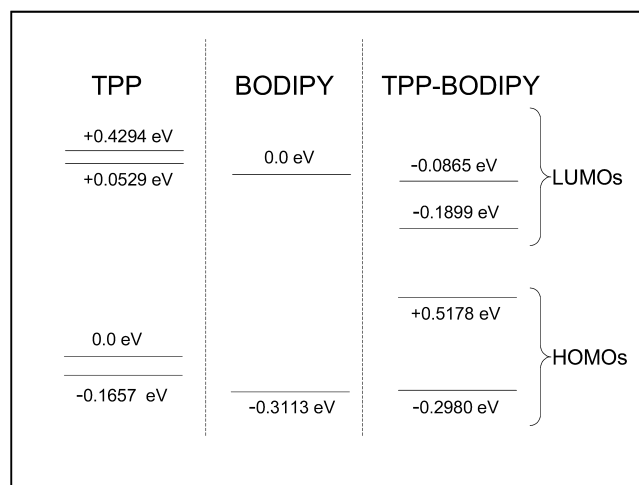 TPP
BODIPY
TPP-BODIPY
+0.4294 eV
+0.0529 eV
0.0 eV
-0.0865 eV
-0.1899 eV
LUMOs
0.0 eV
-0.1657 eV
-0.3113 eV
+0.5178 eV
-0.2980 eV
HOMOs